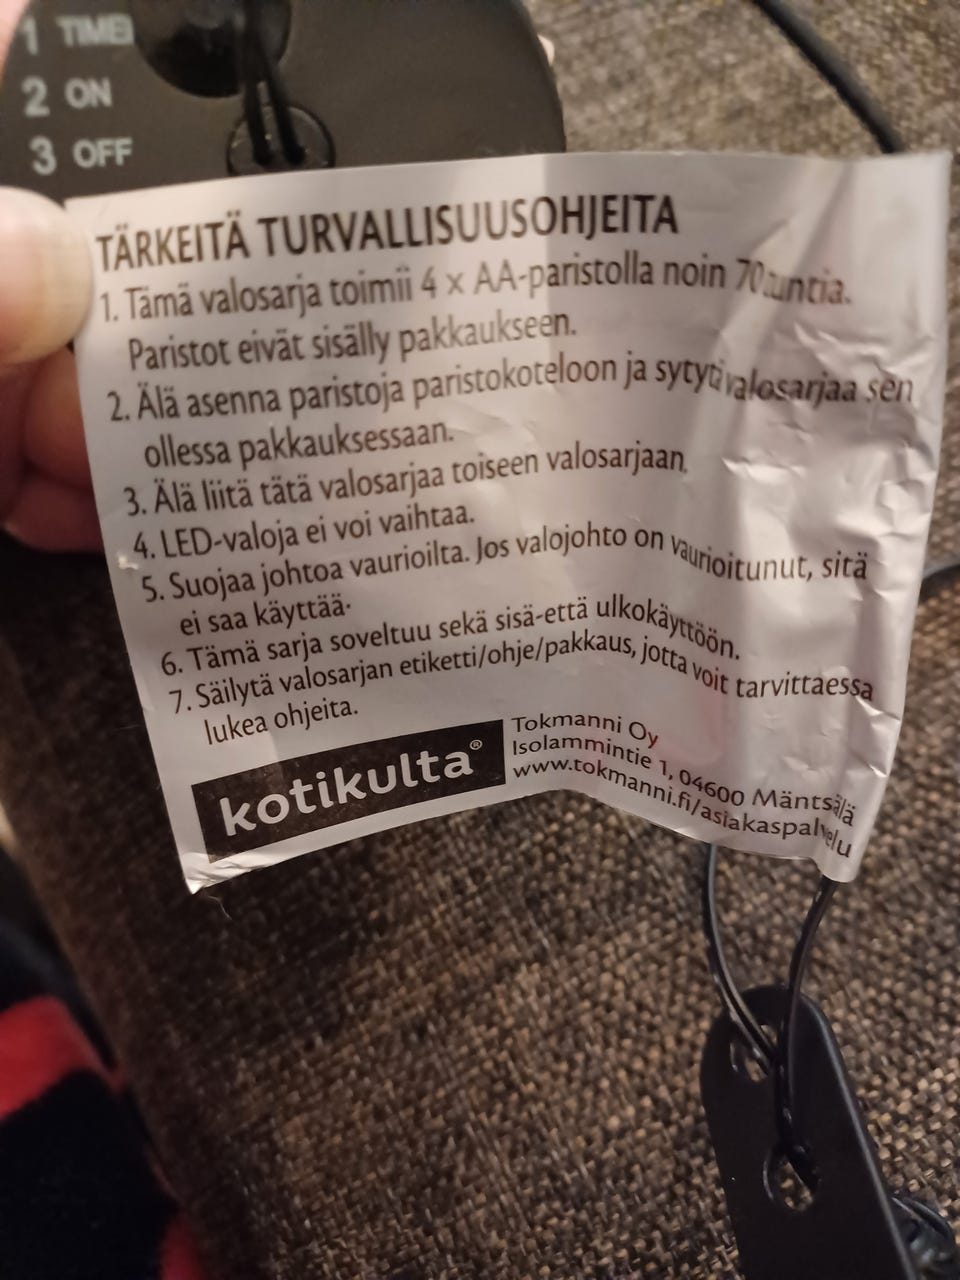 1 TIMER
2 ON
3 OFF
TÄRKEITÄ TURVALLISUUSOHJEITA
1. Tämä valosarja toimii 4 x AA-paristolla noin 70 tuntia.
Paristot eivät sisälly pakkaukseen.
2. Älä asenna paristoja paristokoteloon ja sytytä valosarjaa sen
ollessa pakkauksessaan.
3. Älä liitä tätä valosarjaa toiseen valosarjaan.
4. LED-valoja ei voi vaihtaa.
5. Suojaa johtoa vaurioilta. Jos valojohto on vaurioitunut, sitä
ei saa käyttää.
6. Tämä sarja soveltuu sekä sisä-että ulkokäyttöön.
7. Säilytä valosarjan etiketti/ohje/pakkaus, jotta voit tarvittaessa
lukea ohjeita.
kotikulta®
Tokmanni Oy
Isolammintie 1, 04600 Mäntsälä
www.tokmanni.fi/asiakaspalvelu